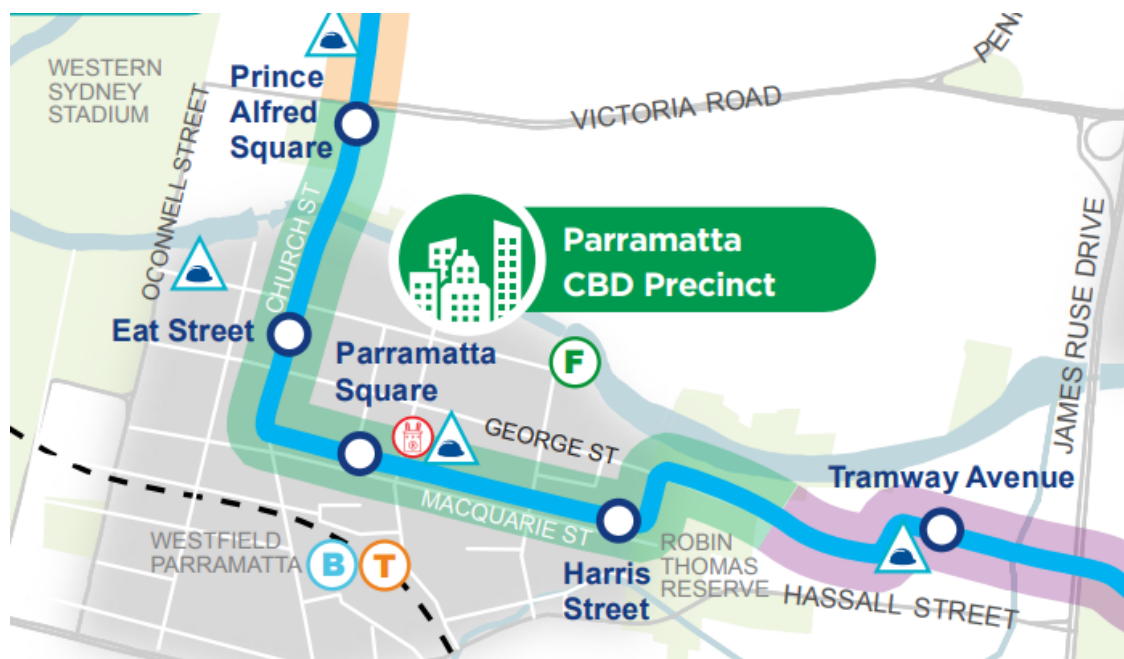 WESTERN
SYDNEY
STADIUM
Prince
Alfred
Square
OCONNELL STREET
VICTORIA ROAD
PENN
CHURCH ST
Parramatta
CBD Precinct
JAMES RUSE DRIVE
Eat Street
Parramatta
Square
F
GEORGE ST
Tramway Avenue
MACQUARIE ST
WESTFIELD
PARRAMATTA
B
T
Harris
Street
ROBIN
THOMAS
RESERVE
HASSALL STREET